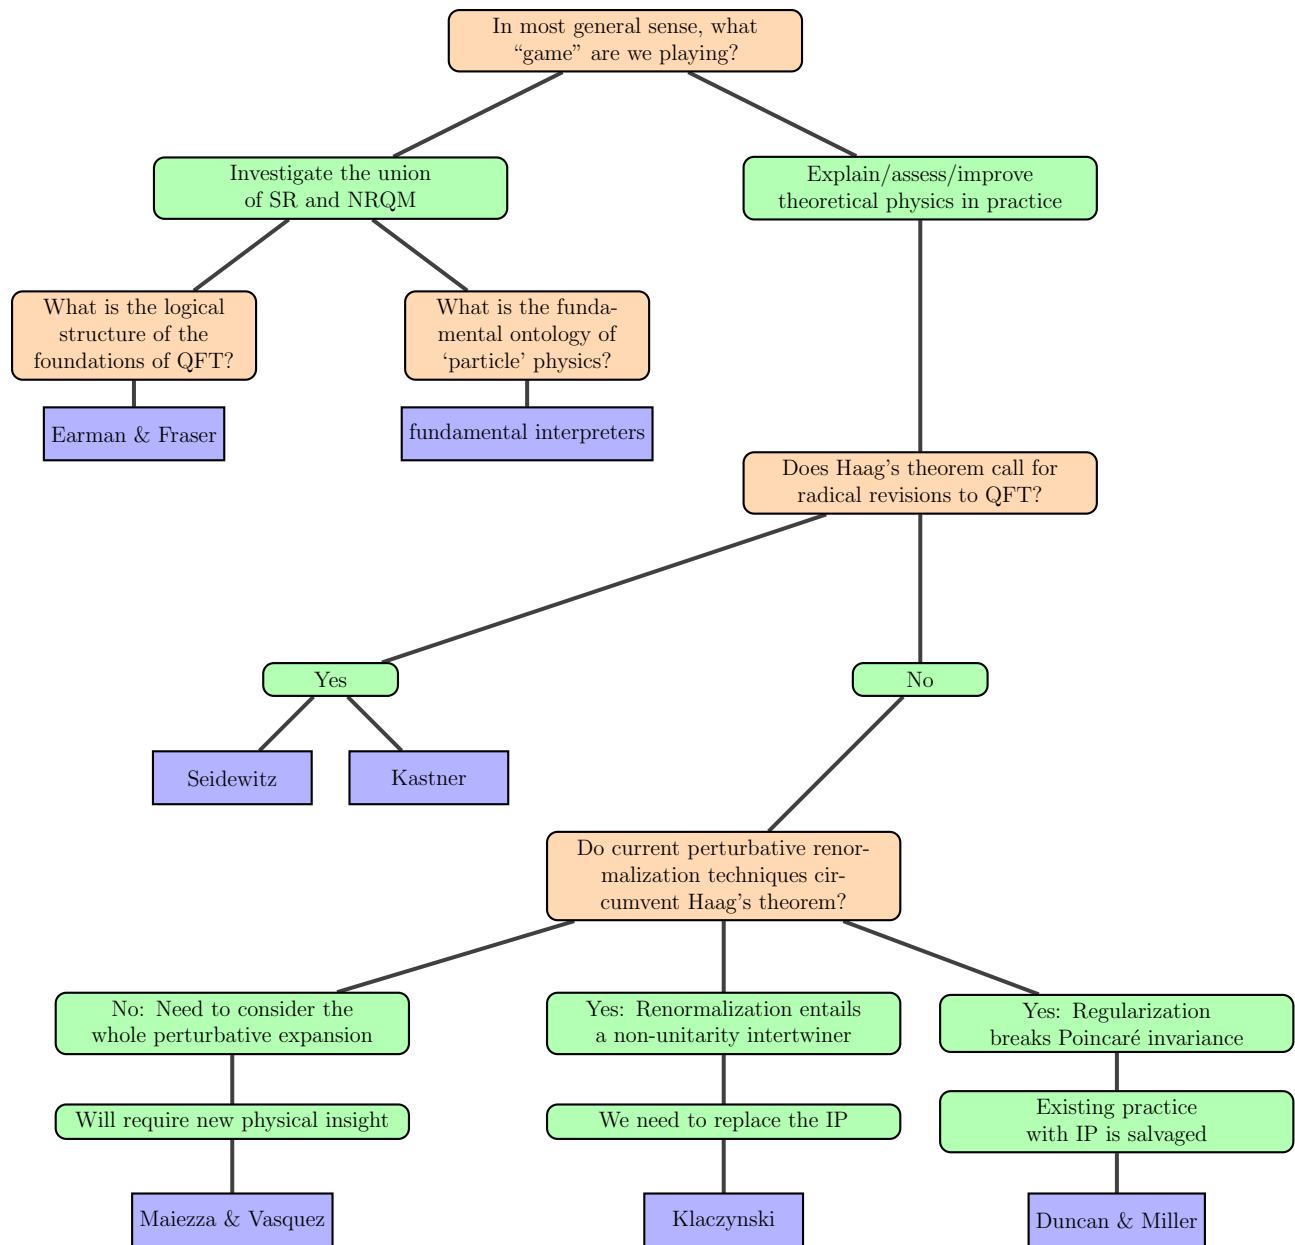 In most general sense, what
“game” are we playing?
Investigate the union
of SR and NRQM
Explain/assess/improve
theoretical physics in practice
What is the logical
structure of the
foundations of QFT?
What is the funda-
mental ontology of
‘particle’ physics?
Earman & Fraser
fundamental interpreters
Does Haag’s theorem call for
radical revisions to QFT?
Yes
No
Seidewitz
Kastner
Do current perturbative renor-
malization techniques cir-
cumvent Haag’s theorem?
No: Need to consider the
whole perturbative expansion
Yes: Renormalization entails
a non-unitarity intertwiner
Yes: Regularization
breaks Poincaré invariance
Will require new physical insight
We need to replace the IP
Existing practice
with IP is salvaged
Maiezza & Vasquez
Klaczynski
Duncan & Miller